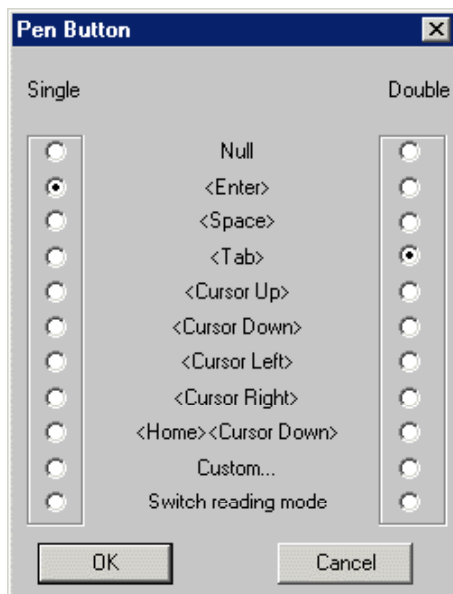 Pen Button
Single Double
Null
<Enter>
<Space>
<Tab>
<Cursor Up>
<Cursor Down>
<Cursor Left>
<Cursor Right>
<Home><Cursor Down>
Custom...
Switch reading mode
OK Cancel